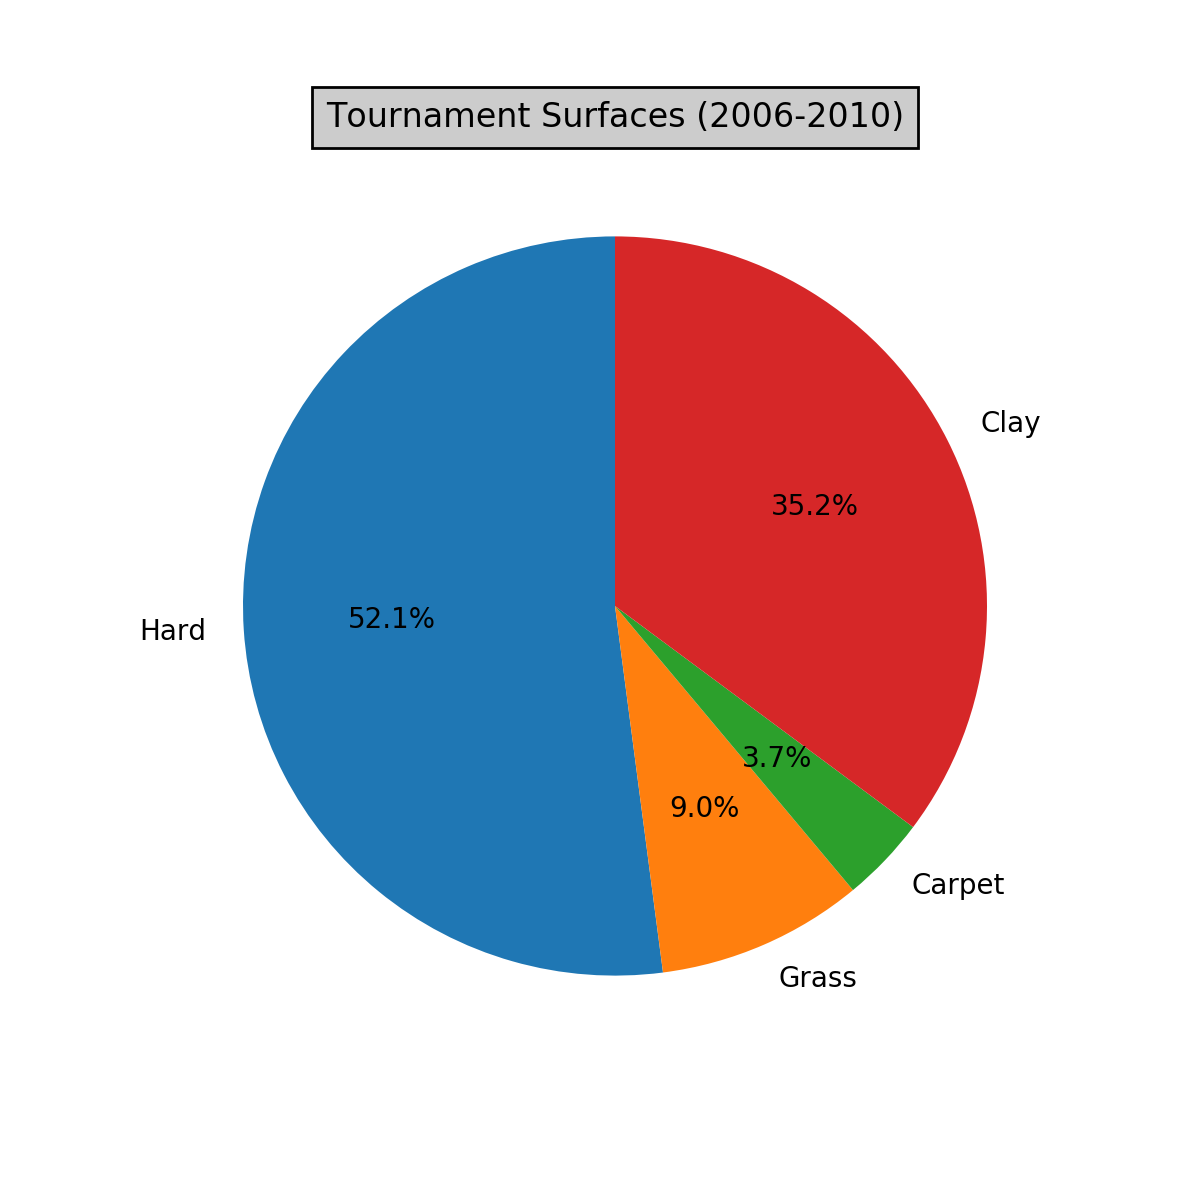 Tournament Surfaces (2006-2010)
Clay
35.2%
52.1%
Hard
3.7%
9.0%
Carpet
Grass